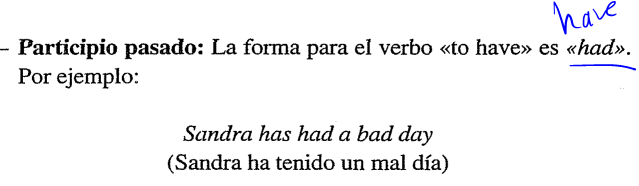 have
– Participio pasado: La forma para el verbo «to have» es «had».
Por ejemplo:
Sandra has had a bad day
(Sandra ha tenido un mal día)